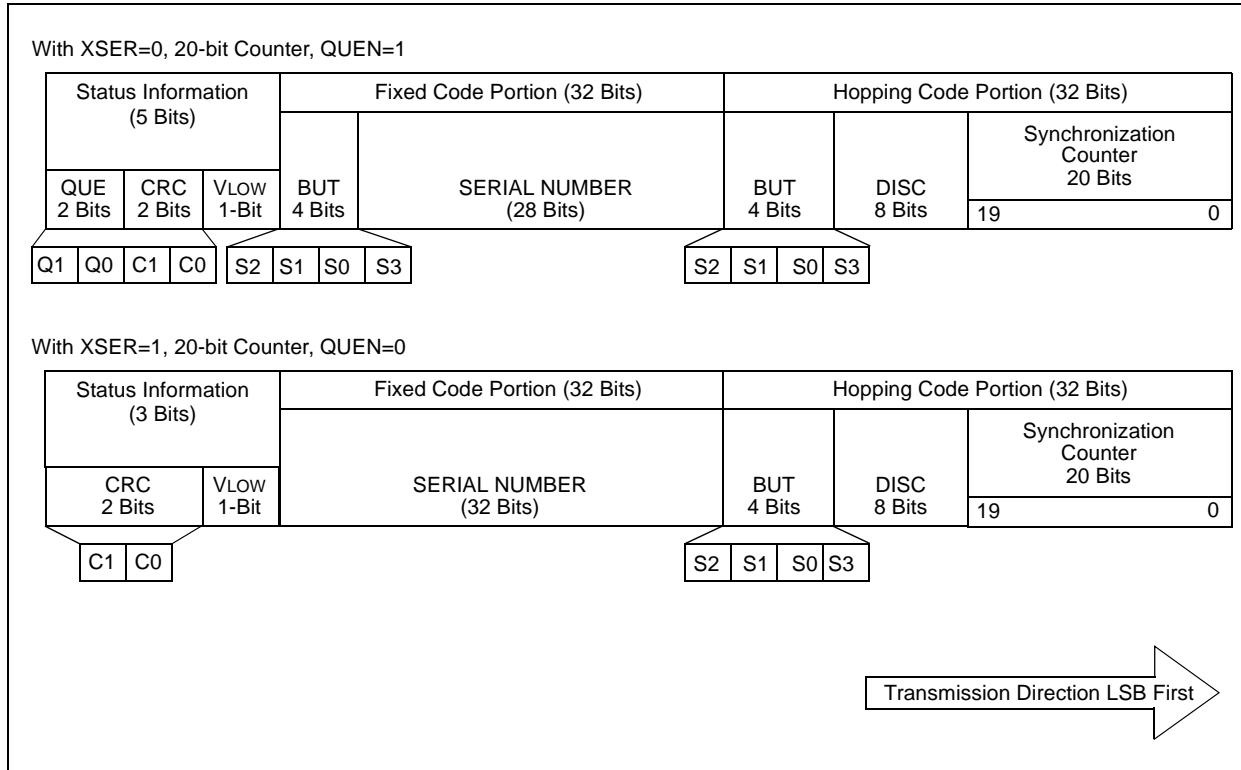 With XSER=0, 20-bit Counter, QUEN=1
Status Information
(5 Bits)
Fixed Code Portion (32 Bits)
Hopping Code Portion (32 Bits)
QUE
2 Bits
CRC
2 Bits
VLOW
1-Bit
BUT
4 Bits
SERIAL NUMBER
(28 Bits)
BUT
4 Bits
DISC
8 Bits
Synchronization
Counter
20 Bits
19 0
Q1 Q0 C1 C0 S2 S1 S0 S3 S2 S1 S0 S3
With XSER=1, 20-bit Counter, QUEN=0
Status Information
(3 Bits)
Fixed Code Portion (32 Bits)
Hopping Code Portion (32 Bits)
CRC
2 Bits
VLOW
1-Bit
SERIAL NUMBER
(32 Bits)
BUT
4 Bits
DISC
8 Bits
Synchronization
Counter
20 Bits
19 0
C1 C0 S2 S1 S0 S3
Transmission Direction LSB First